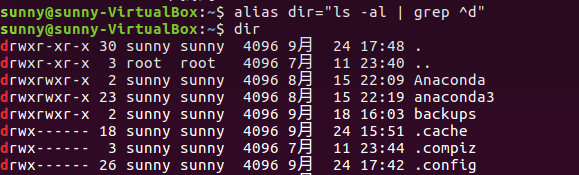 sunny@sunny-VirtualBox:~$ alias dir="ls -al | grep ^d"
sunny@sunny-VirtualBox:~$ dir
drwxr-xr-x 30 sunny sunny  4096 9月  24 17:48 .
drwxr-xr-x  3 root  root   4096 7月  11 23:40 ..
drwxrwxr-x  2 sunny sunny  4096 8月  15 22:09 Anaconda
drwxrwxr-x 23 sunny sunny  4096 8月  15 22:19 anaconda3
drwxrwxr-x  2 sunny sunny  4096 9月  18 16:03 backups
drwx------ 18 sunny sunny  4096 9月  24 15:51 .cache
drwx------  3 sunny sunny  4096 7月  11 23:44 .compiz
drwx------ 26 sunny sunny  4096 9月  24 17:42 .config